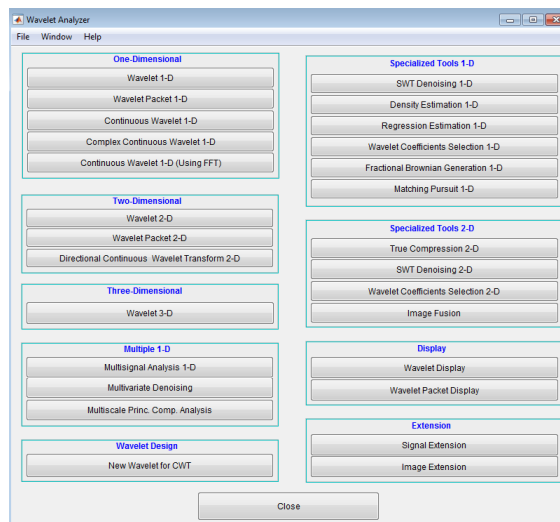 Wavelet Analyzer
File Window Help
One-Dimensional
Wavelet 1-D
Wavelet Packet 1-D
Continuous Wavelet 1-D
Complex Continuous Wavelet 1-D
Continuous Wavelet 1-D (Using FFT)
Two-Dimensional
Wavelet 2-D
Wavelet Packet 2-D
Directional Continuous Wavelet Transform 2-D
Three-Dimensional
Wavelet 3-D
Multiple 1-D
Multisignal Analysis 1-D
Multivariate Denoising
Multiscale Princ. Comp. Analysis
Wavelet Design
New Wavelet for CWT
Specialized Tools 1-D
SWT Denoising 1-D
Density Estimation 1-D
Regression Estimation 1-D
Wavelet Coefficients Selection 1-D
Fractional Brownian Generation 1-D
Matching Pursuit 1-D
Specialized Tools 2-D
True Compression 2-D
SWT Denoising 2-D
Wavelet Coefficients Selection 2-D
Image Fusion
Display
Wavelet Display
Wavelet Packet Display
Extension
Signal Extension
Image Extension
Close